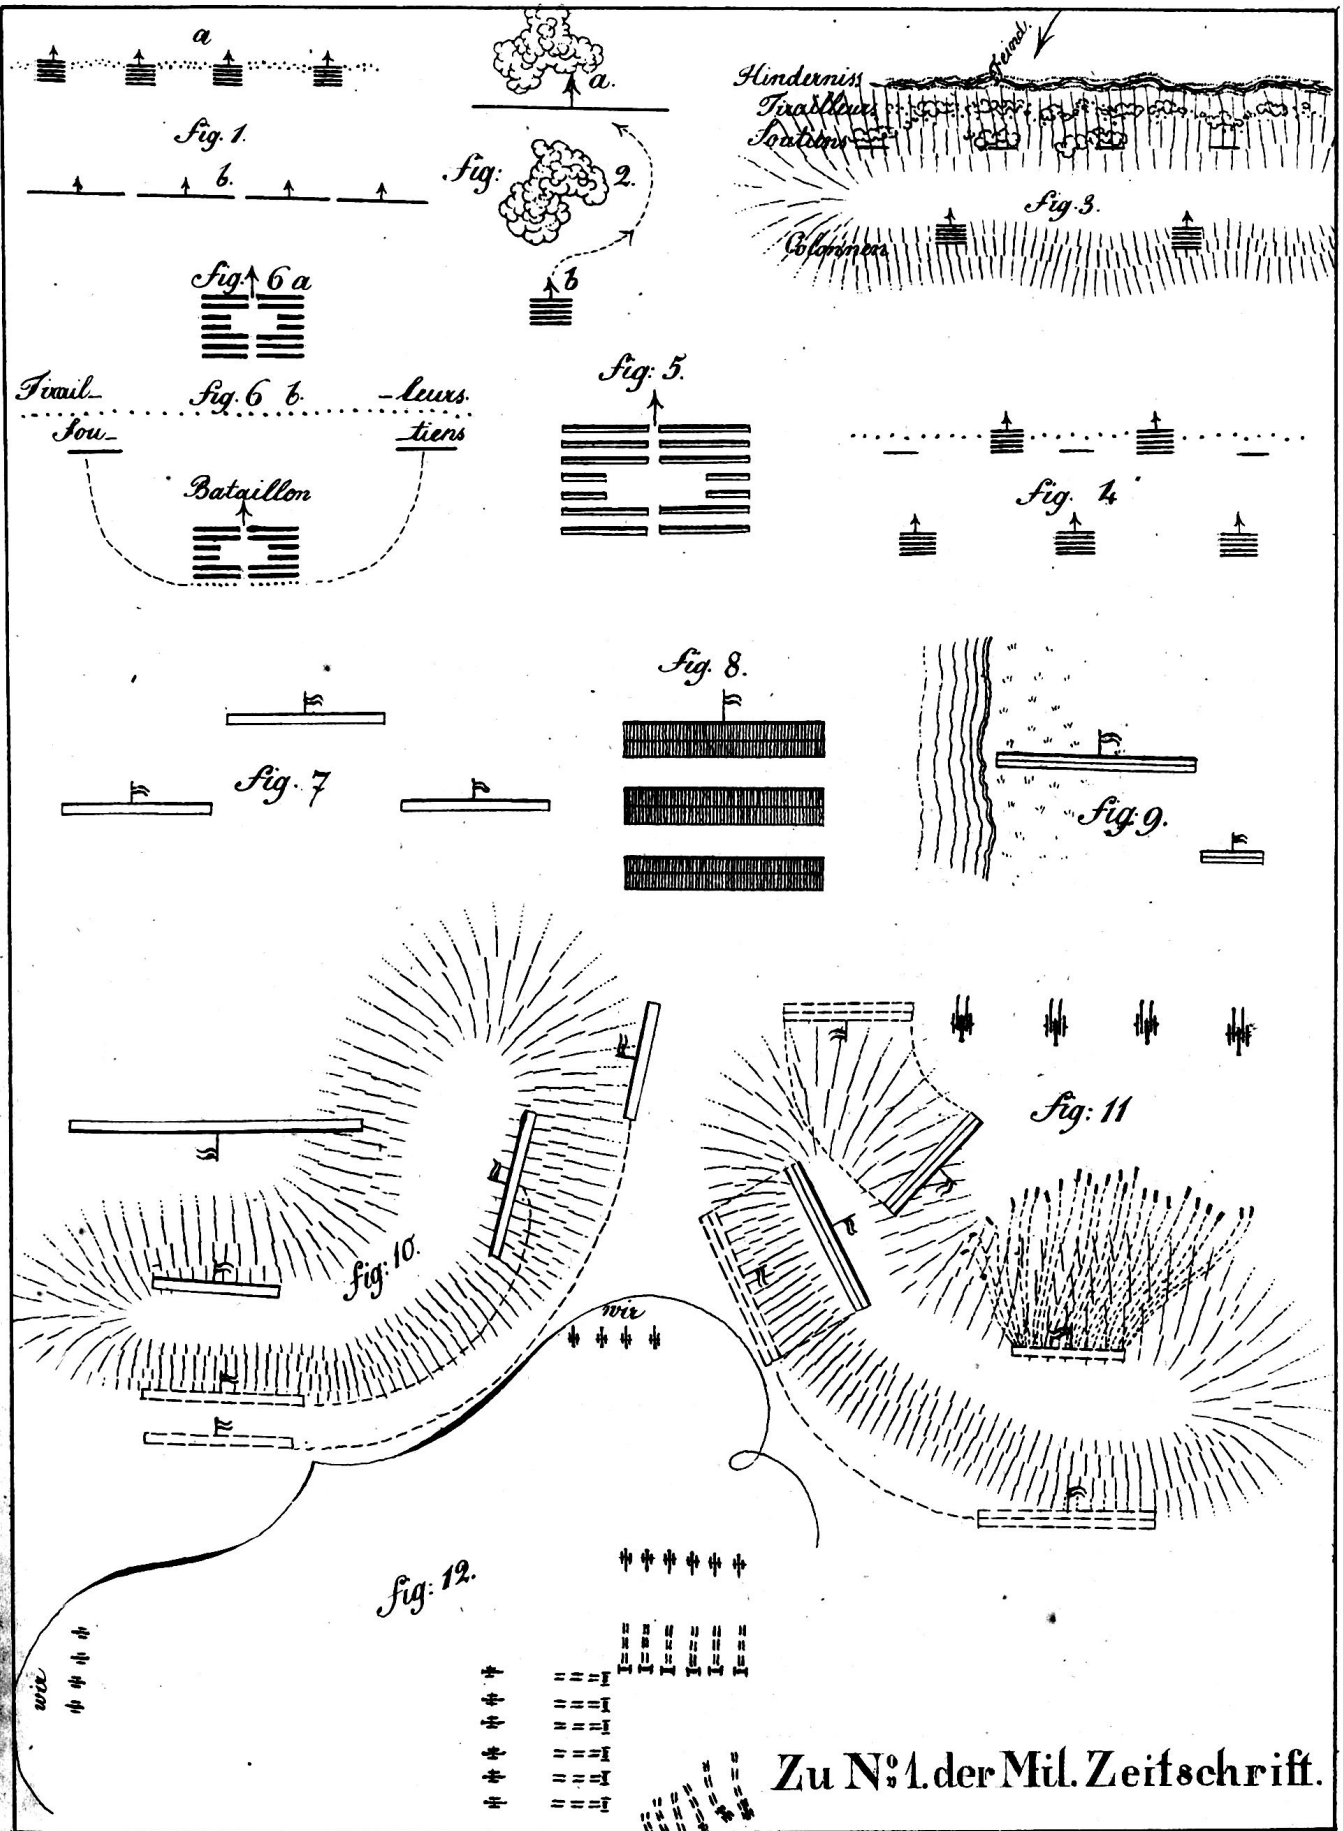 a
fig. 1.
b.
a.
fig: 2.
b
Feind.
Hinderniss
Tirailleurs
Soutiens
fig. 3.
Colonnen
fig. 6 a
Tirail- fig. 6 b. -leurs.
Sou- -tiens
Bataillon
fig: 5.
fig. 4
fig. 7
fig. 8.
fig. 9.
fig: 10.
fig: 11
wir
fig: 12.
wir
Zu No: 1. der Mil. Zeitschrift.